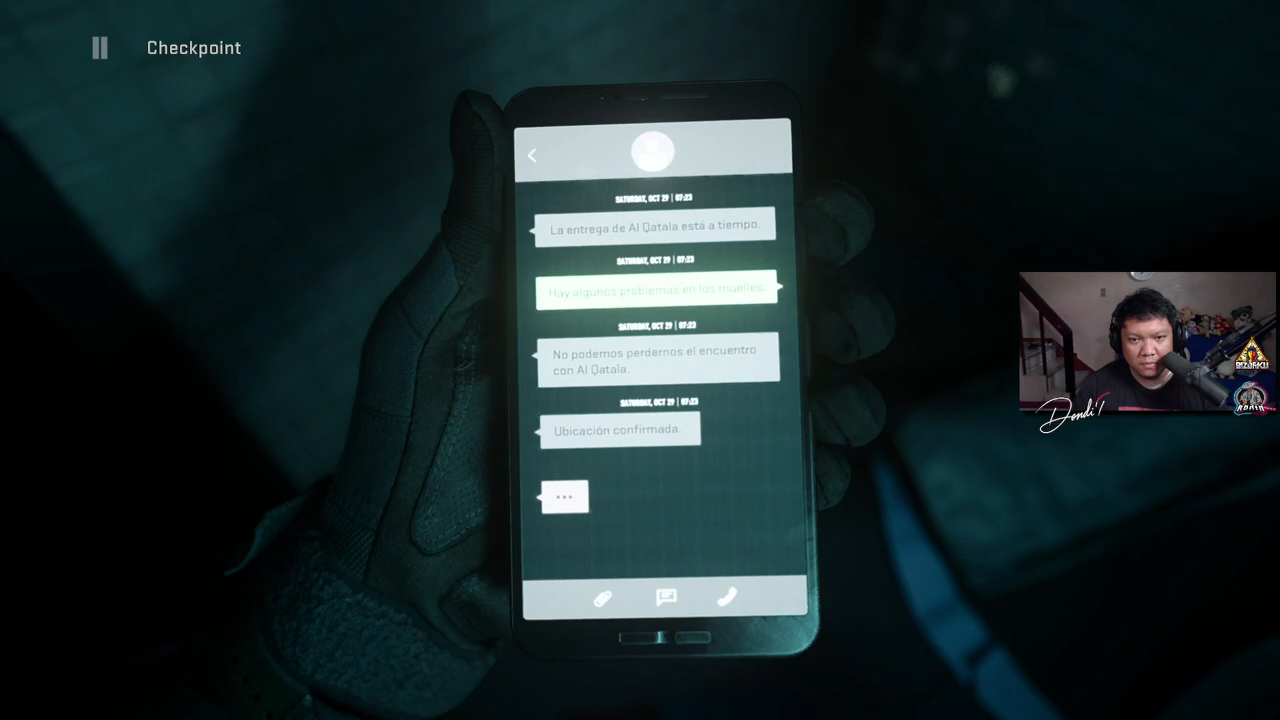 Checkpoint
SATURDAY, OCT 29 | 07:23
La entrega de Al Qatala está a tiempo.
SATURDAY, OCT 29 | 07:23
Hay algunos problemas en los muelles.
SATURDAY, OCT 29 | 07:23
No podemos perdernos el encuentro
con Al Qatala.
SATURDAY, OCT 29 | 07:23
Ubicación confirmada.
...